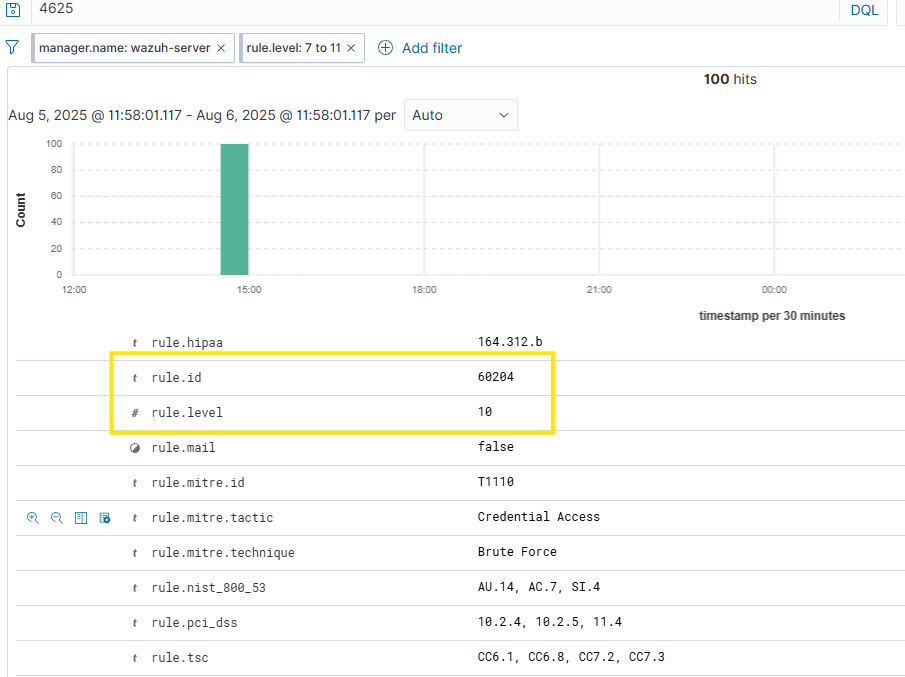 4625
DQL
manager.name: wazuh-server ×
rule.level: 7 to 11 ×
Add filter
100 hits
Aug 5, 2025 @ 11:58:01.117 - Aug 6, 2025 @ 11:58:01.117 per
Auto
Count
100
80
60
40
20
0
12:00 15:00 18:00 21:00 00:00
timestamp per 30 minutes
t rule.hipaa 164.312.b
t rule.id 60204
# rule.level 10
rule.mail false
t rule.mitre.id T1110
t rule.mitre.tactic Credential Access
t rule.mitre.technique Brute Force
t rule.nist_800_53 AU.14, AC.7, SI.4
t rule.pci_dss 10.2.4, 10.2.5, 11.4
t rule.tsc CC6.1, CC6.8, CC7.2, CC7.3